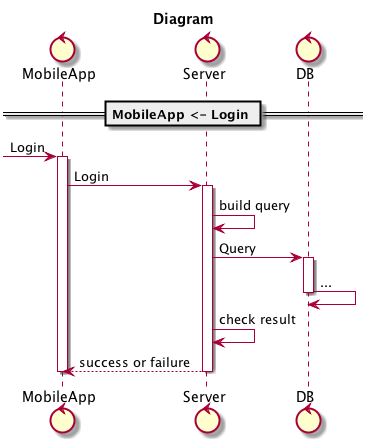 Diagram
MobileApp Server DB
MobileApp <- Login
Login
Login
build query
Query
...
check result
success or failure
MobileApp Server DB